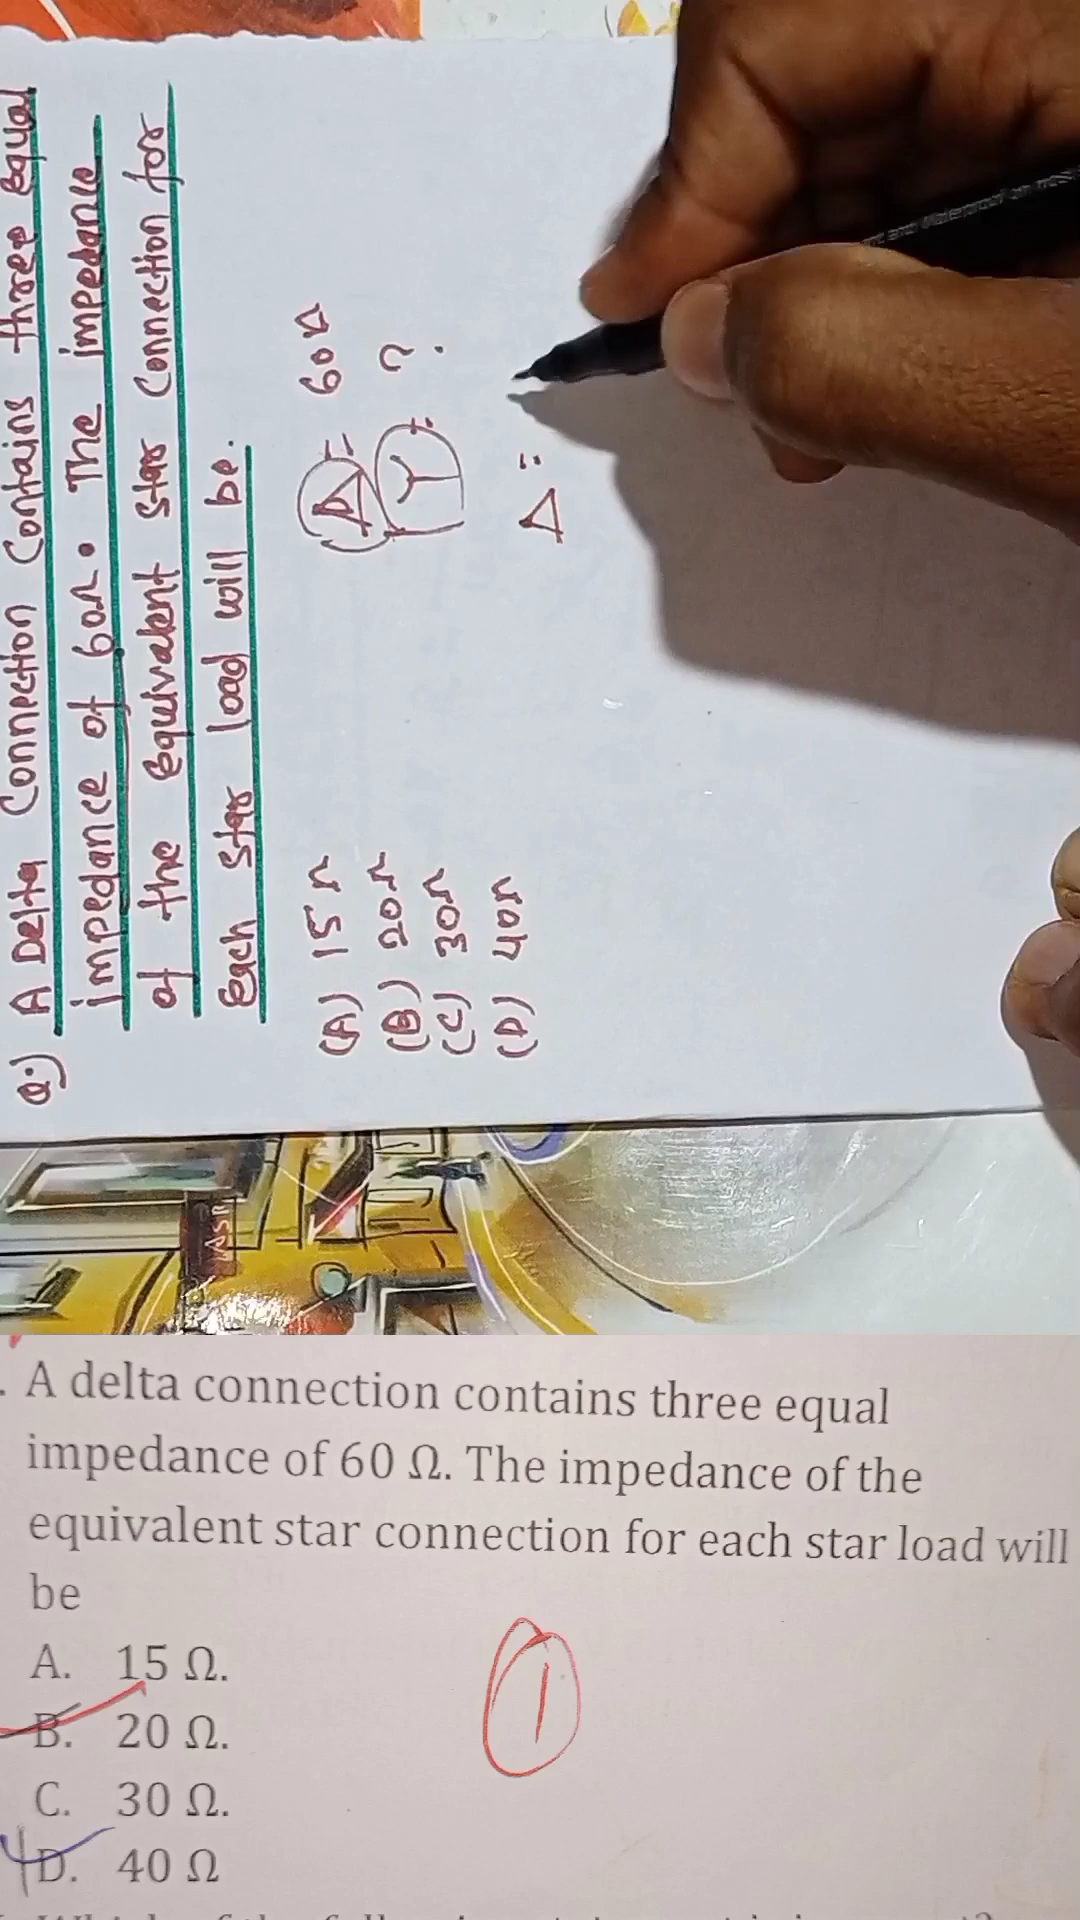 Q.) A Delta Connection Contains three Equal
impedance of 60Ω. The impedance
of the Equivalent Star Connection for
Each Star load will be.
(A) 15Ω
(B) 20Ω
(C) 30Ω
(D) 40Ω
Δ = 60Δ
Y = ?
Δ =
A delta connection contains three equal
impedance of 60 Ω. The impedance of the
equivalent star connection for each star load will
be
A. 15 Ω.
B. 20 Ω.
C. 30 Ω.
D. 40 Ω
1